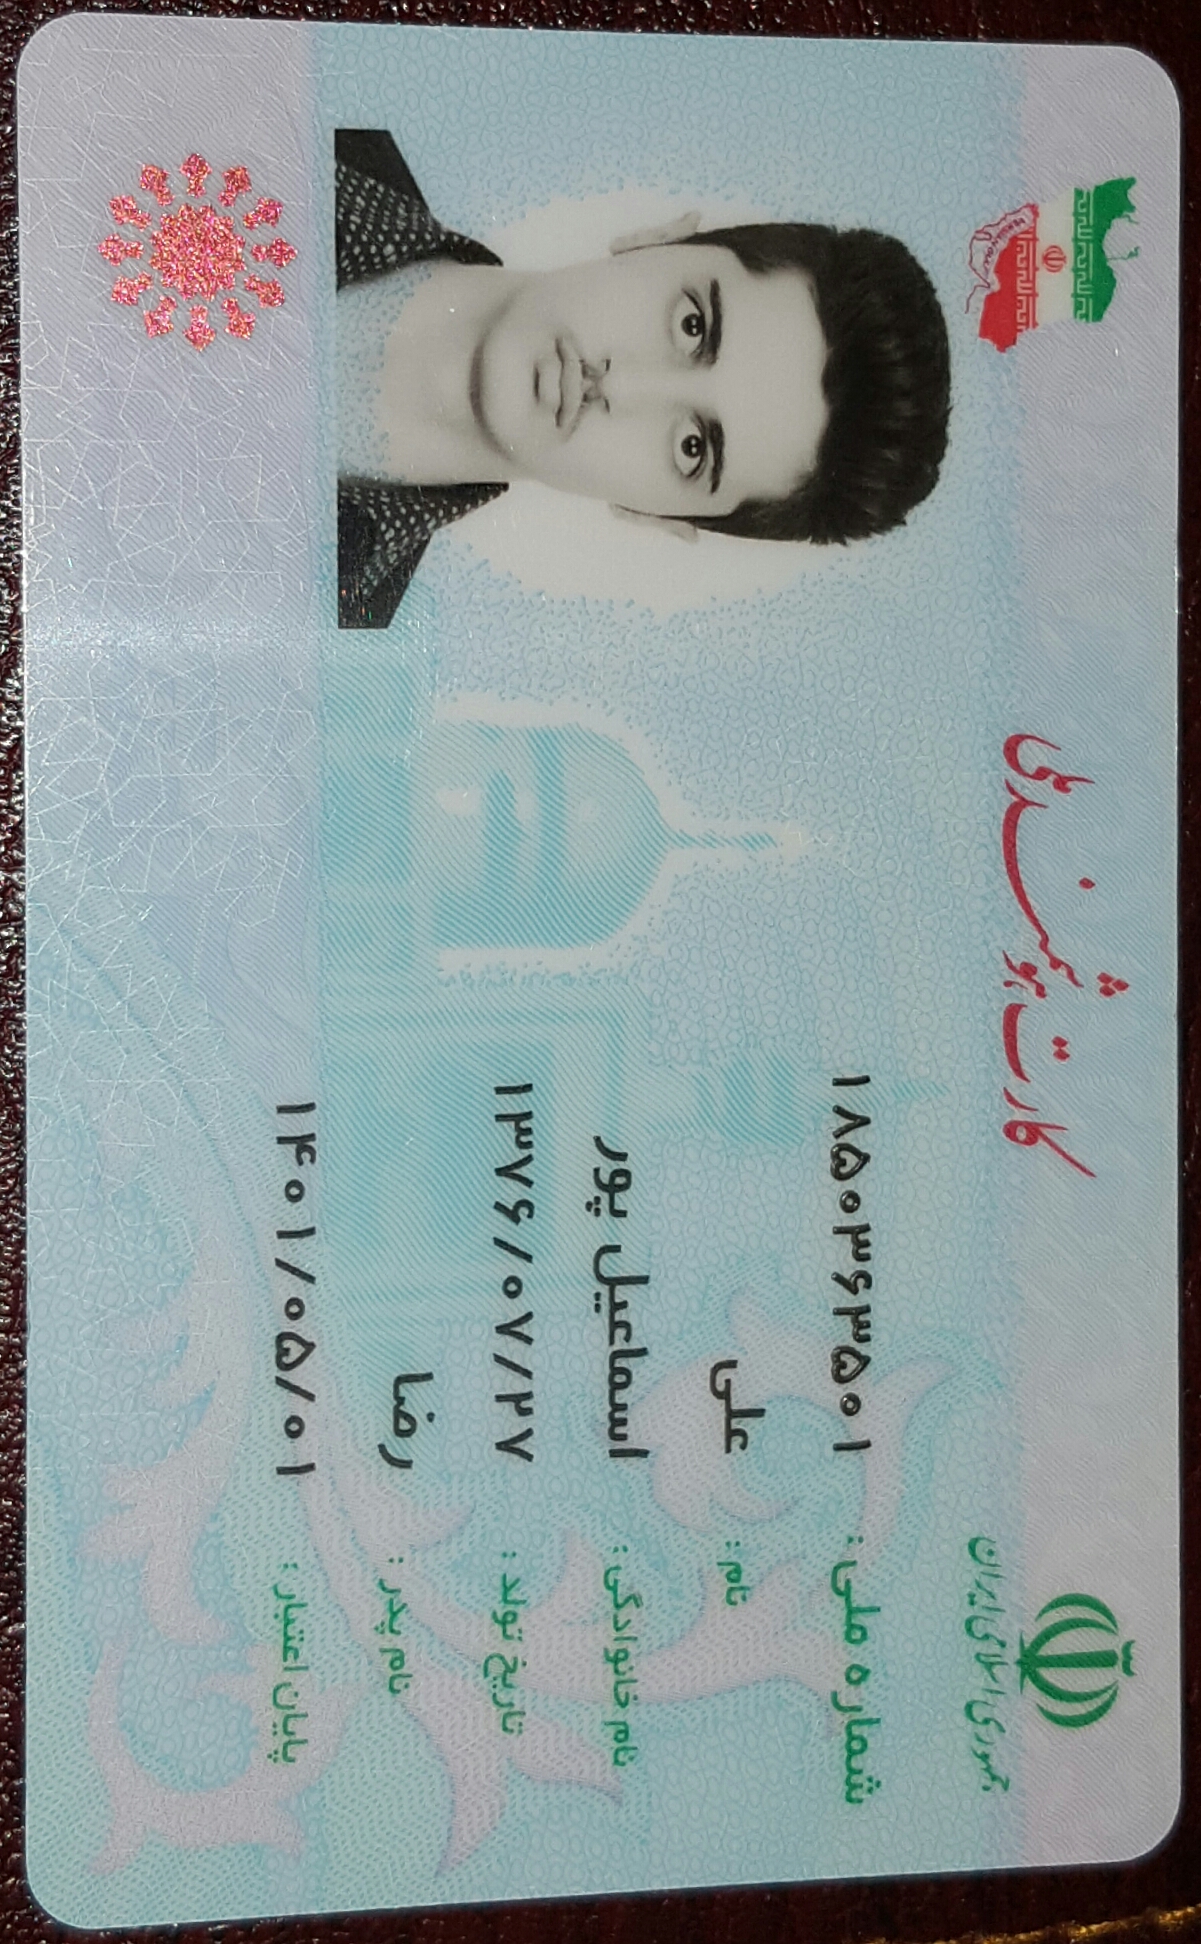 جمهوری اسلامی ایران
کارت هوشمند ملی
شماره ملی : ۱۸۵۰۳۶۳۵۰۱
نام : علی
نام خانوادگی : اسماعیل پور
تاریخ تولد : ۱۳۷۶/۰۷/۲۷
نام پدر : رضا
پایان اعتبار : ۱۴۰۱/۰۵/۰۱